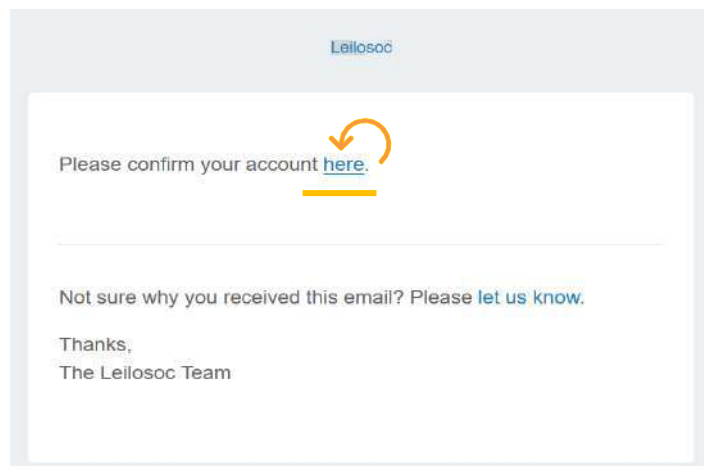 Leilosoc
Please confirm your account here.
Not sure why you received this email? Please let us know.
Thanks,
The Leilosoc Team